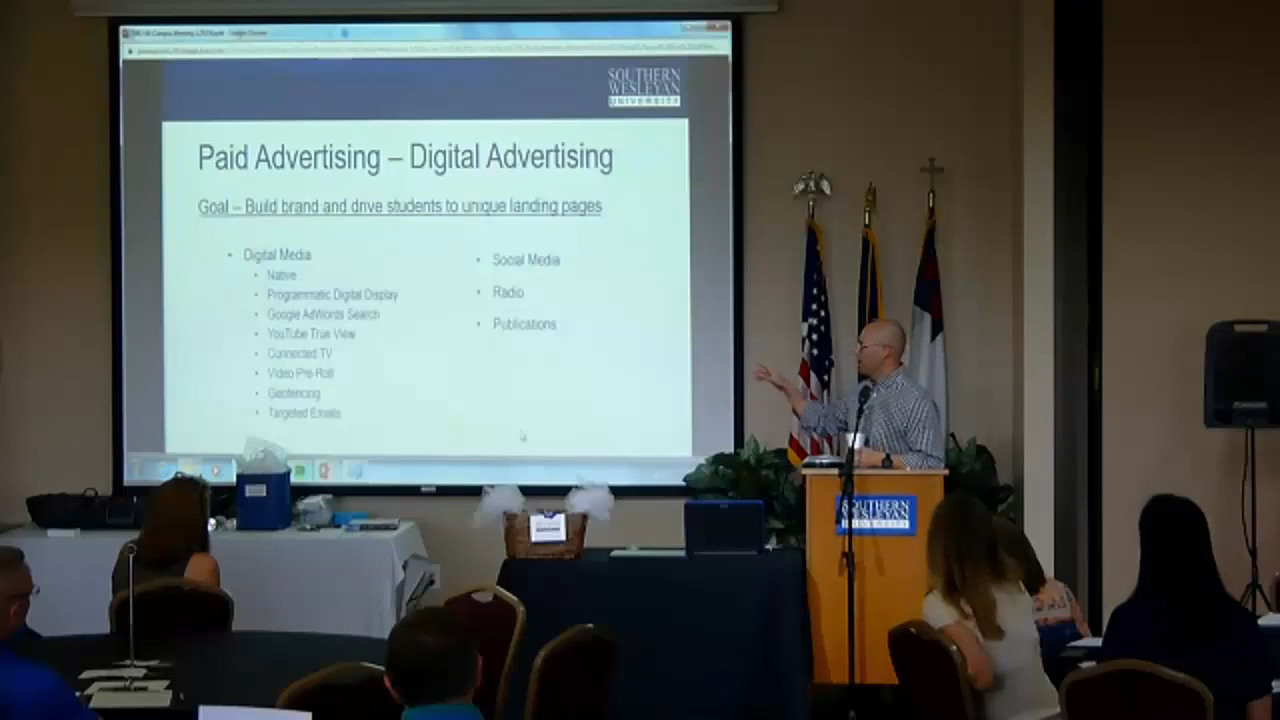 SOUTHERN
WESLEYAN
UNIVERSITY
Paid Advertising – Digital Advertising
Goal – Build brand and drive students to unique landing pages
• Digital Media
• Native
• Programmatic Digital Display
• Google AdWords Search
• YouTube True View
• Connected TV
• Video Pre-Roll
• Geofencing
• Targeted Emails
• Social Media
• Radio
• Publications
SOUTHERN
WESLEYAN